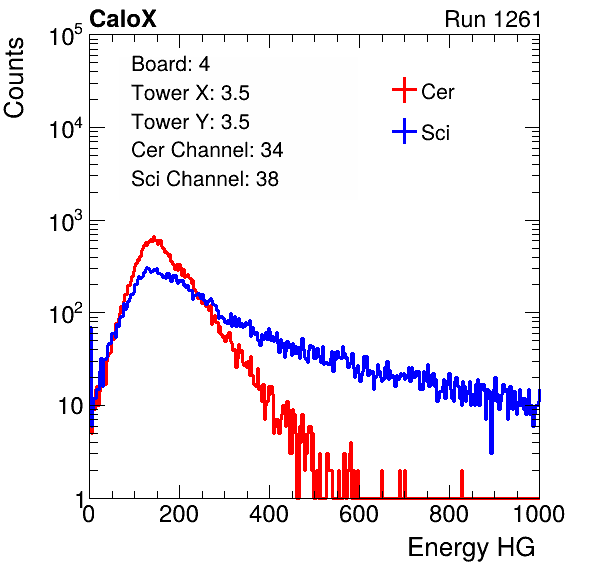 CaloX Run 1261
Counts
10^5
10^4
10^3
10^2
10
1
Board: 4
Tower X: 3.5
Tower Y: 3.5
Cer Channel: 34
Sci Channel: 38
Cer
Sci
0 200 400 600 800 1000
Energy HG